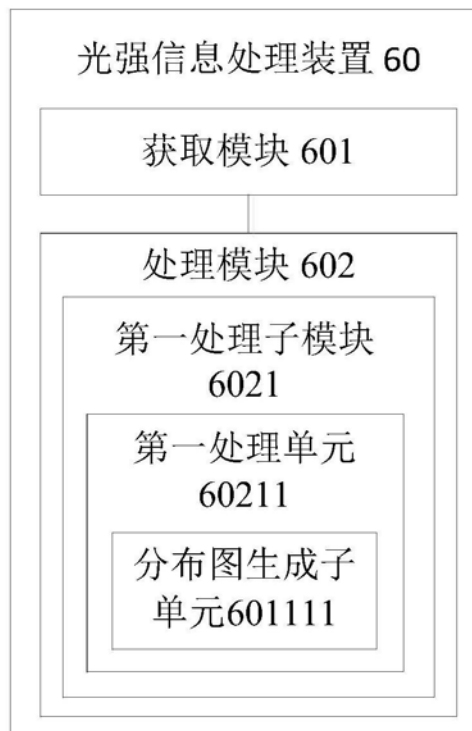 光强信息处理装置 60
获取模块 601
处理模块 602
第一处理子模块
6021
第一处理单元
60211
分布图生成子
单元601111